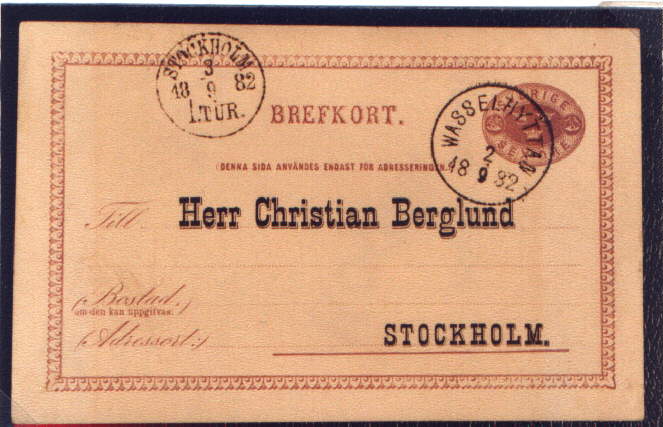 STOCKHOLM
3
18 9 82
1.TUR.
BREFKORT.
WASSELHYTTAN
2
18 9 82
(DENNA SIDA ANVÄNDES ENDAST FÖR ADRESSERINGEN.)
Till
Herr Christian Berglund
(Bostad,)
om den kan uppgifvas.
(Adressort:)
STOCKHOLM.